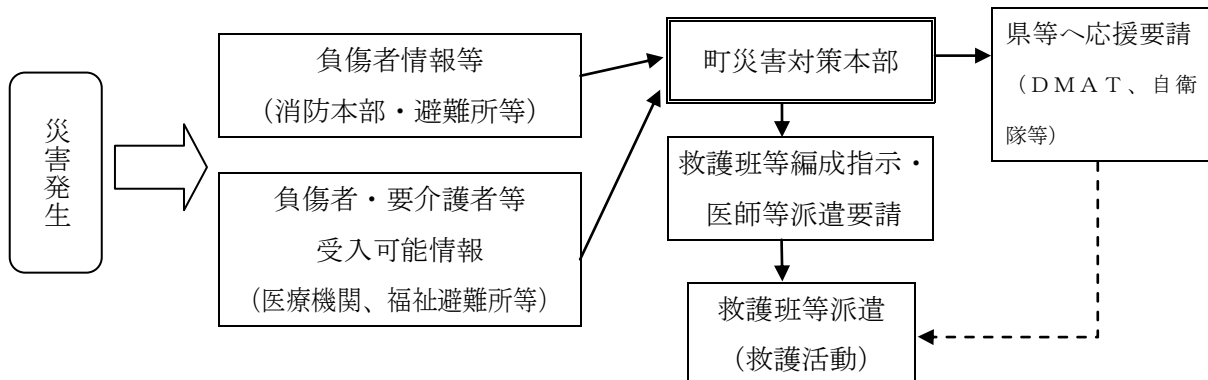 災害発生
負傷者情報等
(消防本部・避難所等)
負傷者・要介護者等
受入可能情報
(医療機関、福祉避難所等)
町災害対策本部
救護班等編成指示・
医師等派遣要請
救護班等派遣
(救護活動)
県等へ応援要請
（DMAT、自衛
隊等）